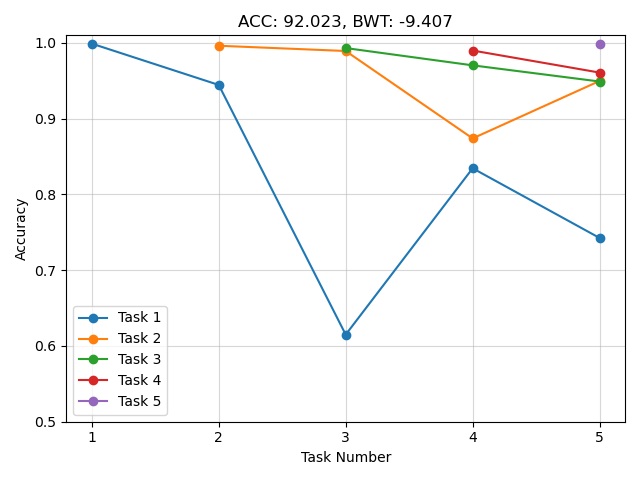 ACC: 92.023, BWT: -9.407
1.0
0.9
0.8
0.7
0.6
0.5
Accuracy
Task 1
Task 2
Task 3
Task 4
Task 5
1 2 3 4 5
Task Number